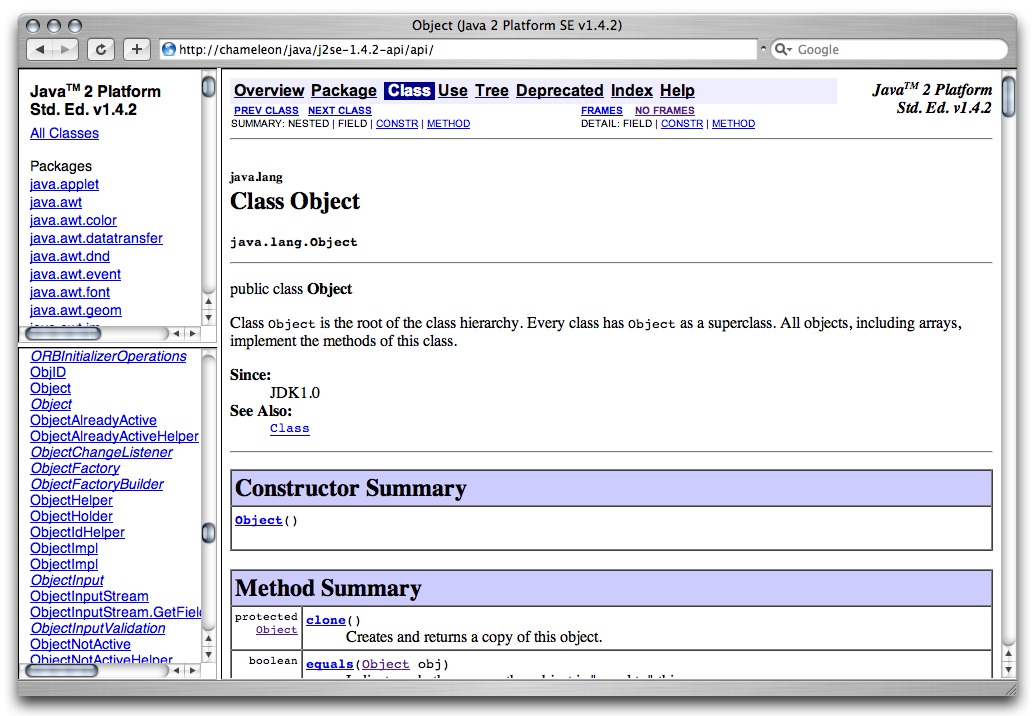 Object (Java 2 Platform SE v1.4.2)
http://chameleon/java/j2se-1.4.2-api/api/
Google
Java™ 2 Platform
Std. Ed. v1.4.2
All Classes
Packages
java.applet
java.awt
java.awt.color
java.awt.datatransfer
java.awt.dnd
java.awt.event
java.awt.font
java.awt.geom
java.awt.im
ORBInitializerOperations
ObjID
Object
Object
ObjectAlreadyActive
ObjectAlreadyActiveHelper
ObjectChangeListener
ObjectFactory
ObjectFactoryBuilder
ObjectHelper
ObjectHolder
ObjectIdHelper
ObjectImpl
ObjectImpl
ObjectInput
ObjectInputStream
ObjectInputStream.GetFiel
ObjectInputValidation
ObjectNotActive
ObjectNotActiveHelper
Overview Package Class Use Tree Deprecated Index Help
Java™ 2 Platform
Std. Ed. v1.4.2
PREV CLASS NEXT CLASS
FRAMES NO FRAMES
SUMMARY: NESTED | FIELD | CONSTR | METHOD
DETAIL: FIELD | CONSTR | METHOD
java.lang
Class Object
java.lang.Object
public class Object
Class Object is the root of the class hierarchy. Every class has Object as a superclass. All objects, including arrays,
implement the methods of this class.
Since:
JDK1.0
See Also:
Class
Constructor Summary
Object()
Method Summary
protected Object
clone()
Creates and returns a copy of this object.
boolean
equals(Object obj)